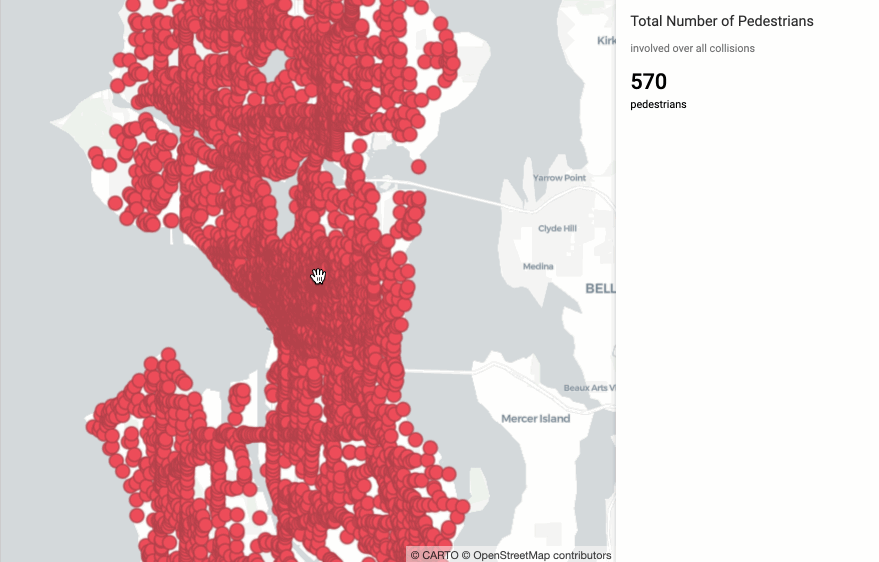 Total Number of Pedestrians
involved over all collisions
570
pedestrians
Kirk
Yarrow Point
Clyde Hill
Medina
BELL
Beaux Arts Vi
Mercer Island
© CARTO © OpenStreetMap contributors